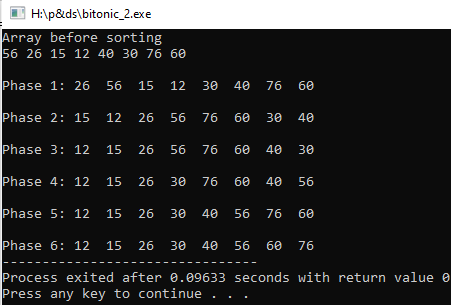 H:\p&ds\bitonic_2.exe
Array before sorting
56 26 15 12 40 30 76 60
Phase 1: 26  56  15  12  30  40  76  60
Phase 2: 15  12  26  56  76  60  30  40
Phase 3: 12  15  26  56  76  60  40  30
Phase 4: 12  15  26  30  76  60  40  56
Phase 5: 12  15  26  30  40  56  76  60
Phase 6: 12  15  26  30  40  56  60  76
--------------------------------
Process exited after 0.09633 seconds with return value 0
Press any key to continue . . .